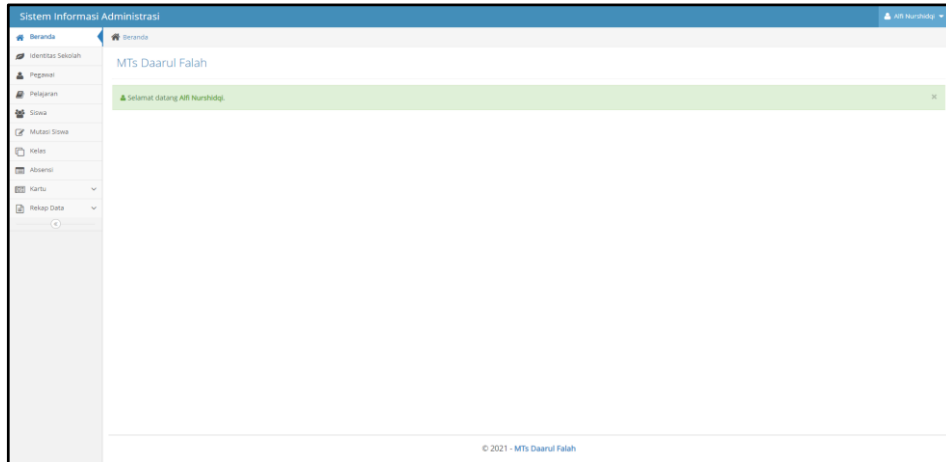 Sistem Informasi Administrasi
Alfi Nurshidqi
Beranda
Identitas Sekolah
Pegawai
Pelajaran
Siswa
Mutasi Siswa
Kelas
Absensi
Kartu
Rekap Data
Beranda
MTs Daarul Falah
Selamat datang Alfi Nurshidqi.
© 2021 - MTs Daarul Falah